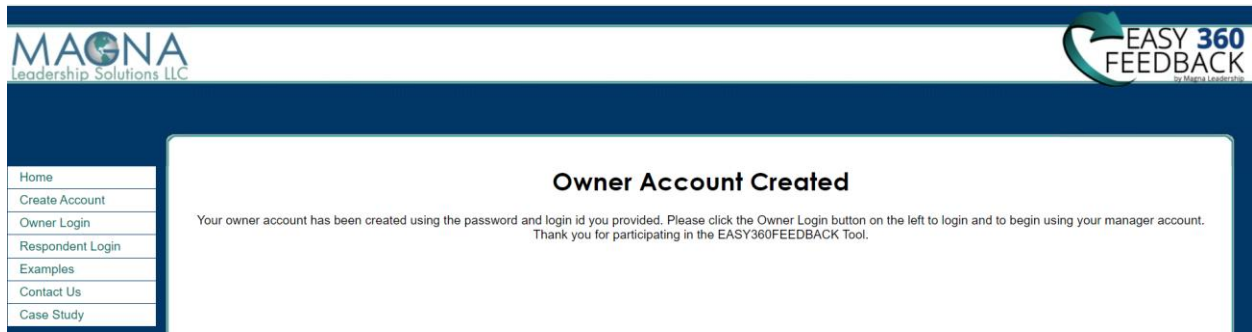 MAGNA
Leadership Solutions LLC
EASY 360
FEEDBACK
by Magna Leadership
Home
Create Account
Owner Login
Respondent Login
Examples
Contact Us
Case Study
Owner Account Created
Your owner account has been created using the password and login id you provided. Please click the Owner Login button on the left to login and to begin using your manager account.
Thank you for participating in the EASY360FEEDBACK Tool.